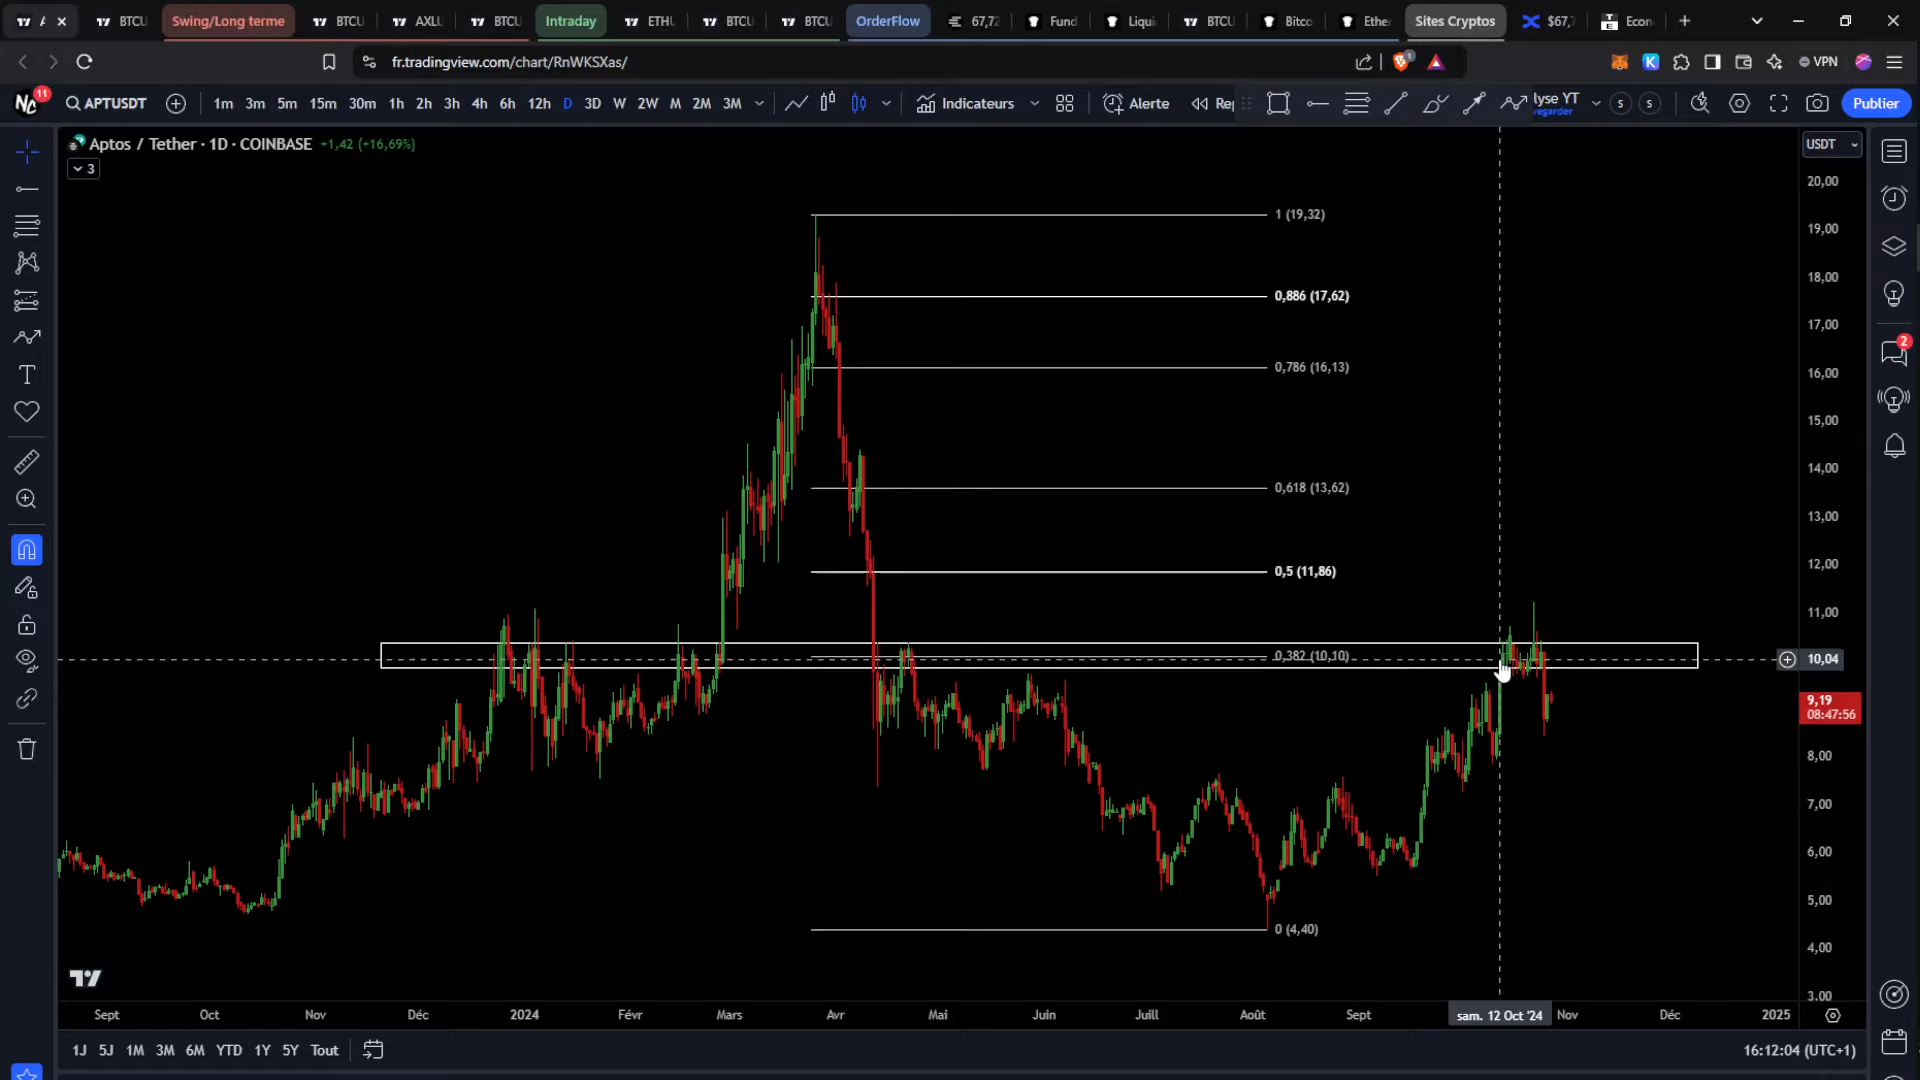 A
BTCU
Swing/Long terme
BTCU
AXLU
BTCU
Intraday
ETHU
BTCU
BTCU
OrderFlow
67,72
Fund
Liqui
BTCU
Bitco
Ether
Sites Cryptos
$67,7
Econ
fr.tradingview.com/chart/RnWKSXas/
1
K
VPN
11
APTUSDT
1m 3m 5m 15m 30m 1h 2h 3h 4h 6h 12h D 3D W 2W M 2M 3M
Indicateurs
Alerte
Rep
lyse YT
vegarder
S
S
Publier
Aptos / Tether · 1D · COINBASE +1,42 (+16,69%)
3
USDT
20,00
1 (19,32)
19,00
18,00
0,886 (17,62)
17,00
0,786 (16,13)
16,00
15,00
14,00
0,618 (13,62)
13,00
12,00
0,5 (11,86)
11,00
0,382 (10,10)
10,04
9,19
08:47:56
8,00
7,00
6,00
5,00
0 (4,40)
4,00
3,00
2
Sept Oct Nov Déc 2024 Févr Mars Avr Mai Juin Juill Août Sept sam. 12 Oct '24 Nov Déc 2025
1J 5J 1M 3M 6M YTD 1Y 5Y Tout
16:12:04 (UTC+1)